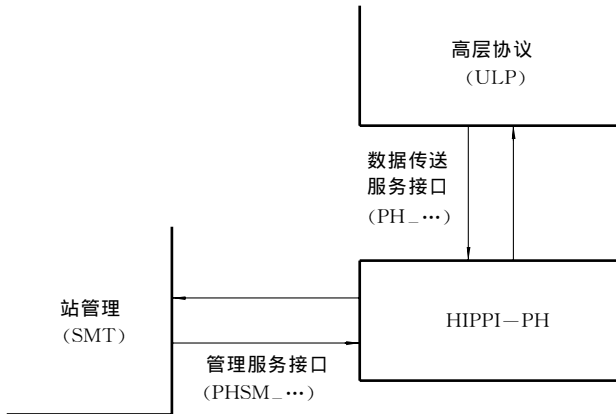 高层协议
(ULP)
数据传送
服务接口
(PH_…)
HIPPI-PH
站管理
(SMT)
管理服务接口
(PHSM_…)